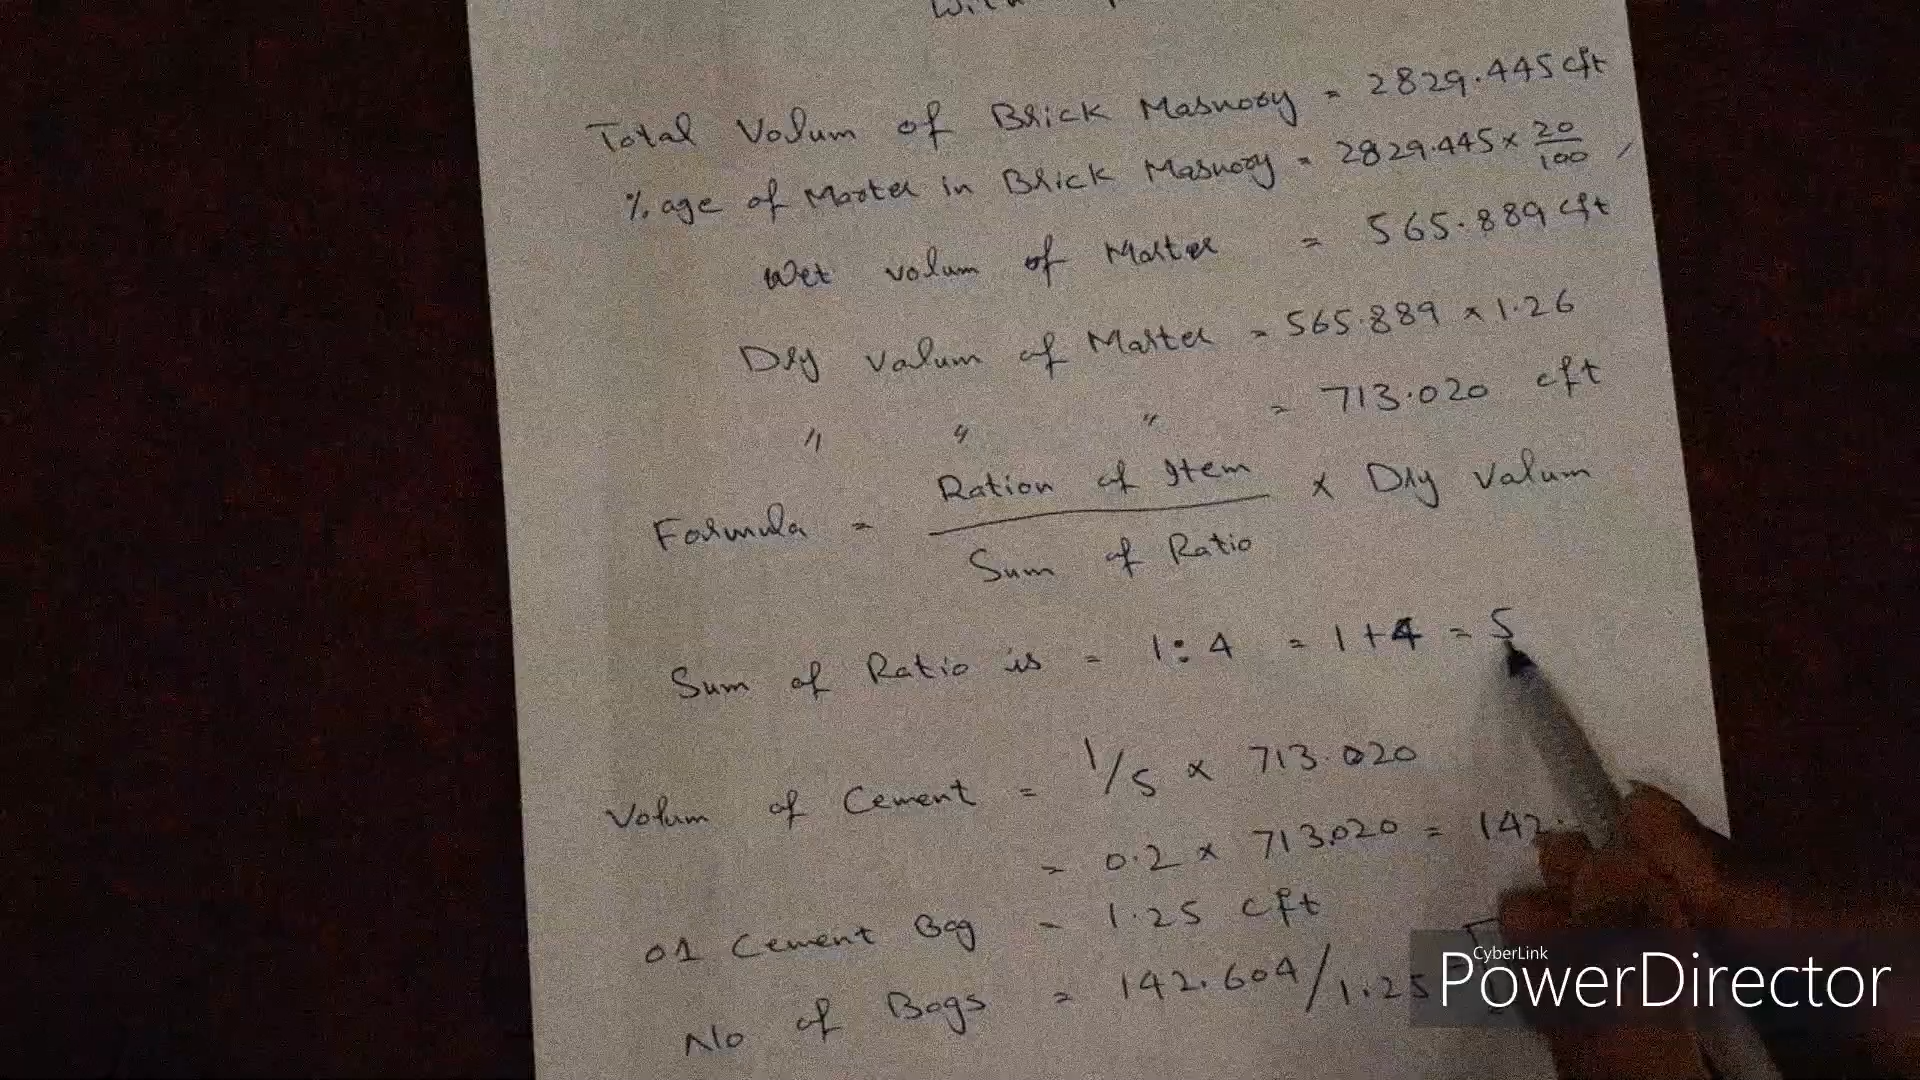 Total Volum of Brick Masnory = 2829.445 cft
% age of Morter in Brick Masnory = 2829.445 x 20/100
Wet volum of Morter = 565.889 cft
Dry Valum of Morter = 565.889 x 1.26
" " " = 713.020 cft
Formula = Ration of Item / Sum of Ratio x Dry Valum
Sum of Ratio is = 1:4 = 1+4 = 5
Volum of Cement = 1/5 x 713.020
= 0.2 x 713.020 = 142.
01 Cement Bag = 1.25 cft
No of Bags = 142.604/1.25
CyberLink
PowerDirector